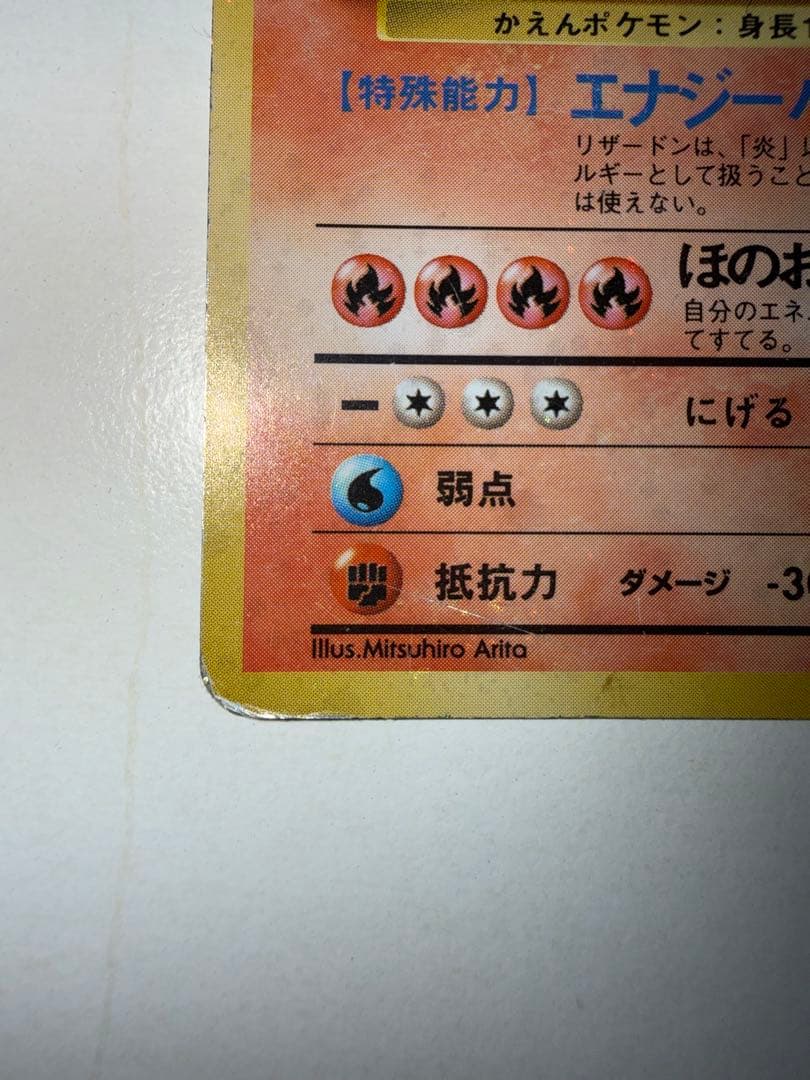 かえんポケモン：身長
【特殊能力】 エナジー
リザードンは、「炎」
ルギーとして扱うこと
は使えない。
ほのお
自分のエネ
てすてる。
にげる
弱点
抵抗力 ダメージ -3
Illus.Mitsuhiro Arita